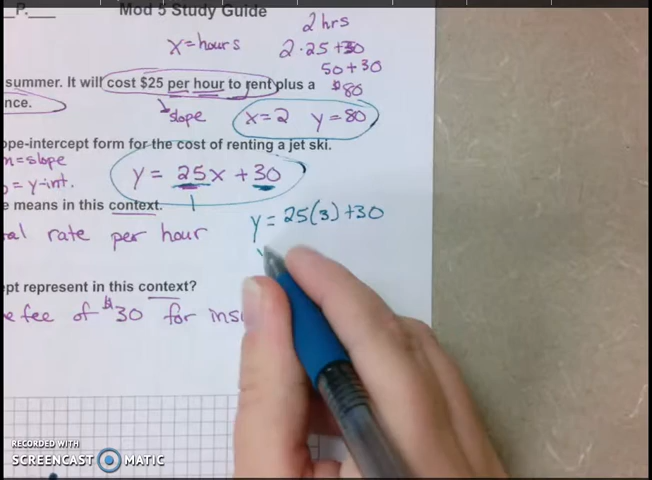 P.___ Mod 5 Study Guide
2 hrs
x=hours 2·25+30
50+30
summer. It will cost $25 per hour to rent plus a $80
nce.
slope x=2 y=80
ope-intercept form for the cost of renting a jet ski.
m=slope
y = 25x + 30
= y-int.
e means in this context.
y = 25(3) +30
al rate per hour
ept represent in this context?
e fee of $30 for ins
RECORDED WITH
SCREENCAST MATIC